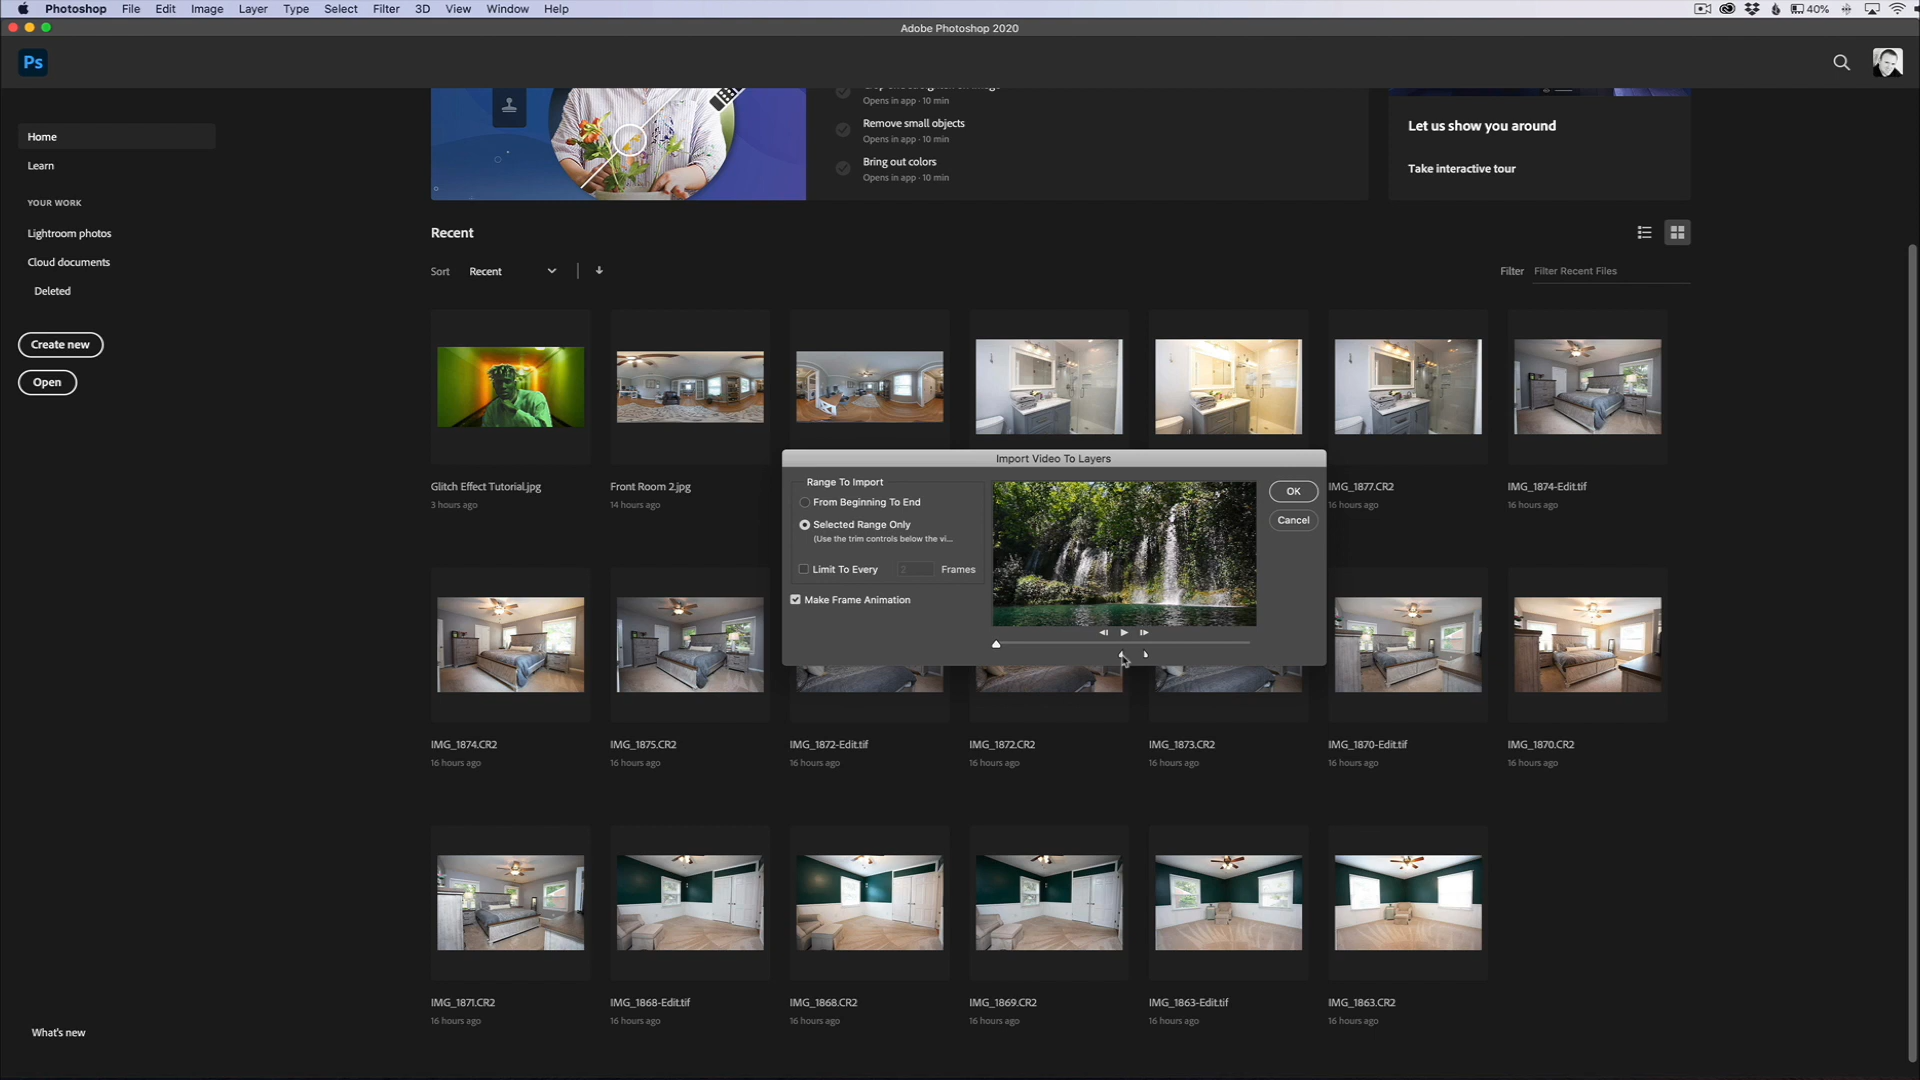 Photoshop File Edit Image Layer Type Select Filter 3D View Window Help
40%
Adobe Photoshop 2020
Ps
Home
Learn
YOUR WORK
Lightroom photos
Cloud documents
Deleted
Create new
Open
What's new
Opens in app · 10 min
Remove small objects
Opens in app · 10 min
Bring out colors
Opens in app · 10 min
Let us show you around
Take interactive tour
Recent
Sort Recent
Filter Filter Recent Files
Glitch Effect Tutorial.jpg
3 hours ago
Front Room 2.jpg
14 hours ago
IMG_1877.CR2
16 hours ago
IMG_1874-Edit.tif
16 hours ago
Import Video To Layers
Range To Import
From Beginning To End
Selected Range Only
(Use the trim controls below the vi...
Limit To Every 2 Frames
Make Frame Animation
OK
Cancel
IMG_1874.CR2
16 hours ago
IMG_1875.CR2
16 hours ago
IMG_1872-Edit.tif
16 hours ago
IMG_1872.CR2
16 hours ago
IMG_1873.CR2
16 hours ago
IMG_1870-Edit.tif
16 hours ago
IMG_1870.CR2
16 hours ago
IMG_1871.CR2
16 hours ago
IMG_1868-Edit.tif
16 hours ago
IMG_1868.CR2
16 hours ago
IMG_1869.CR2
16 hours ago
IMG_1863-Edit.tif
16 hours ago
IMG_1863.CR2
16 hours ago